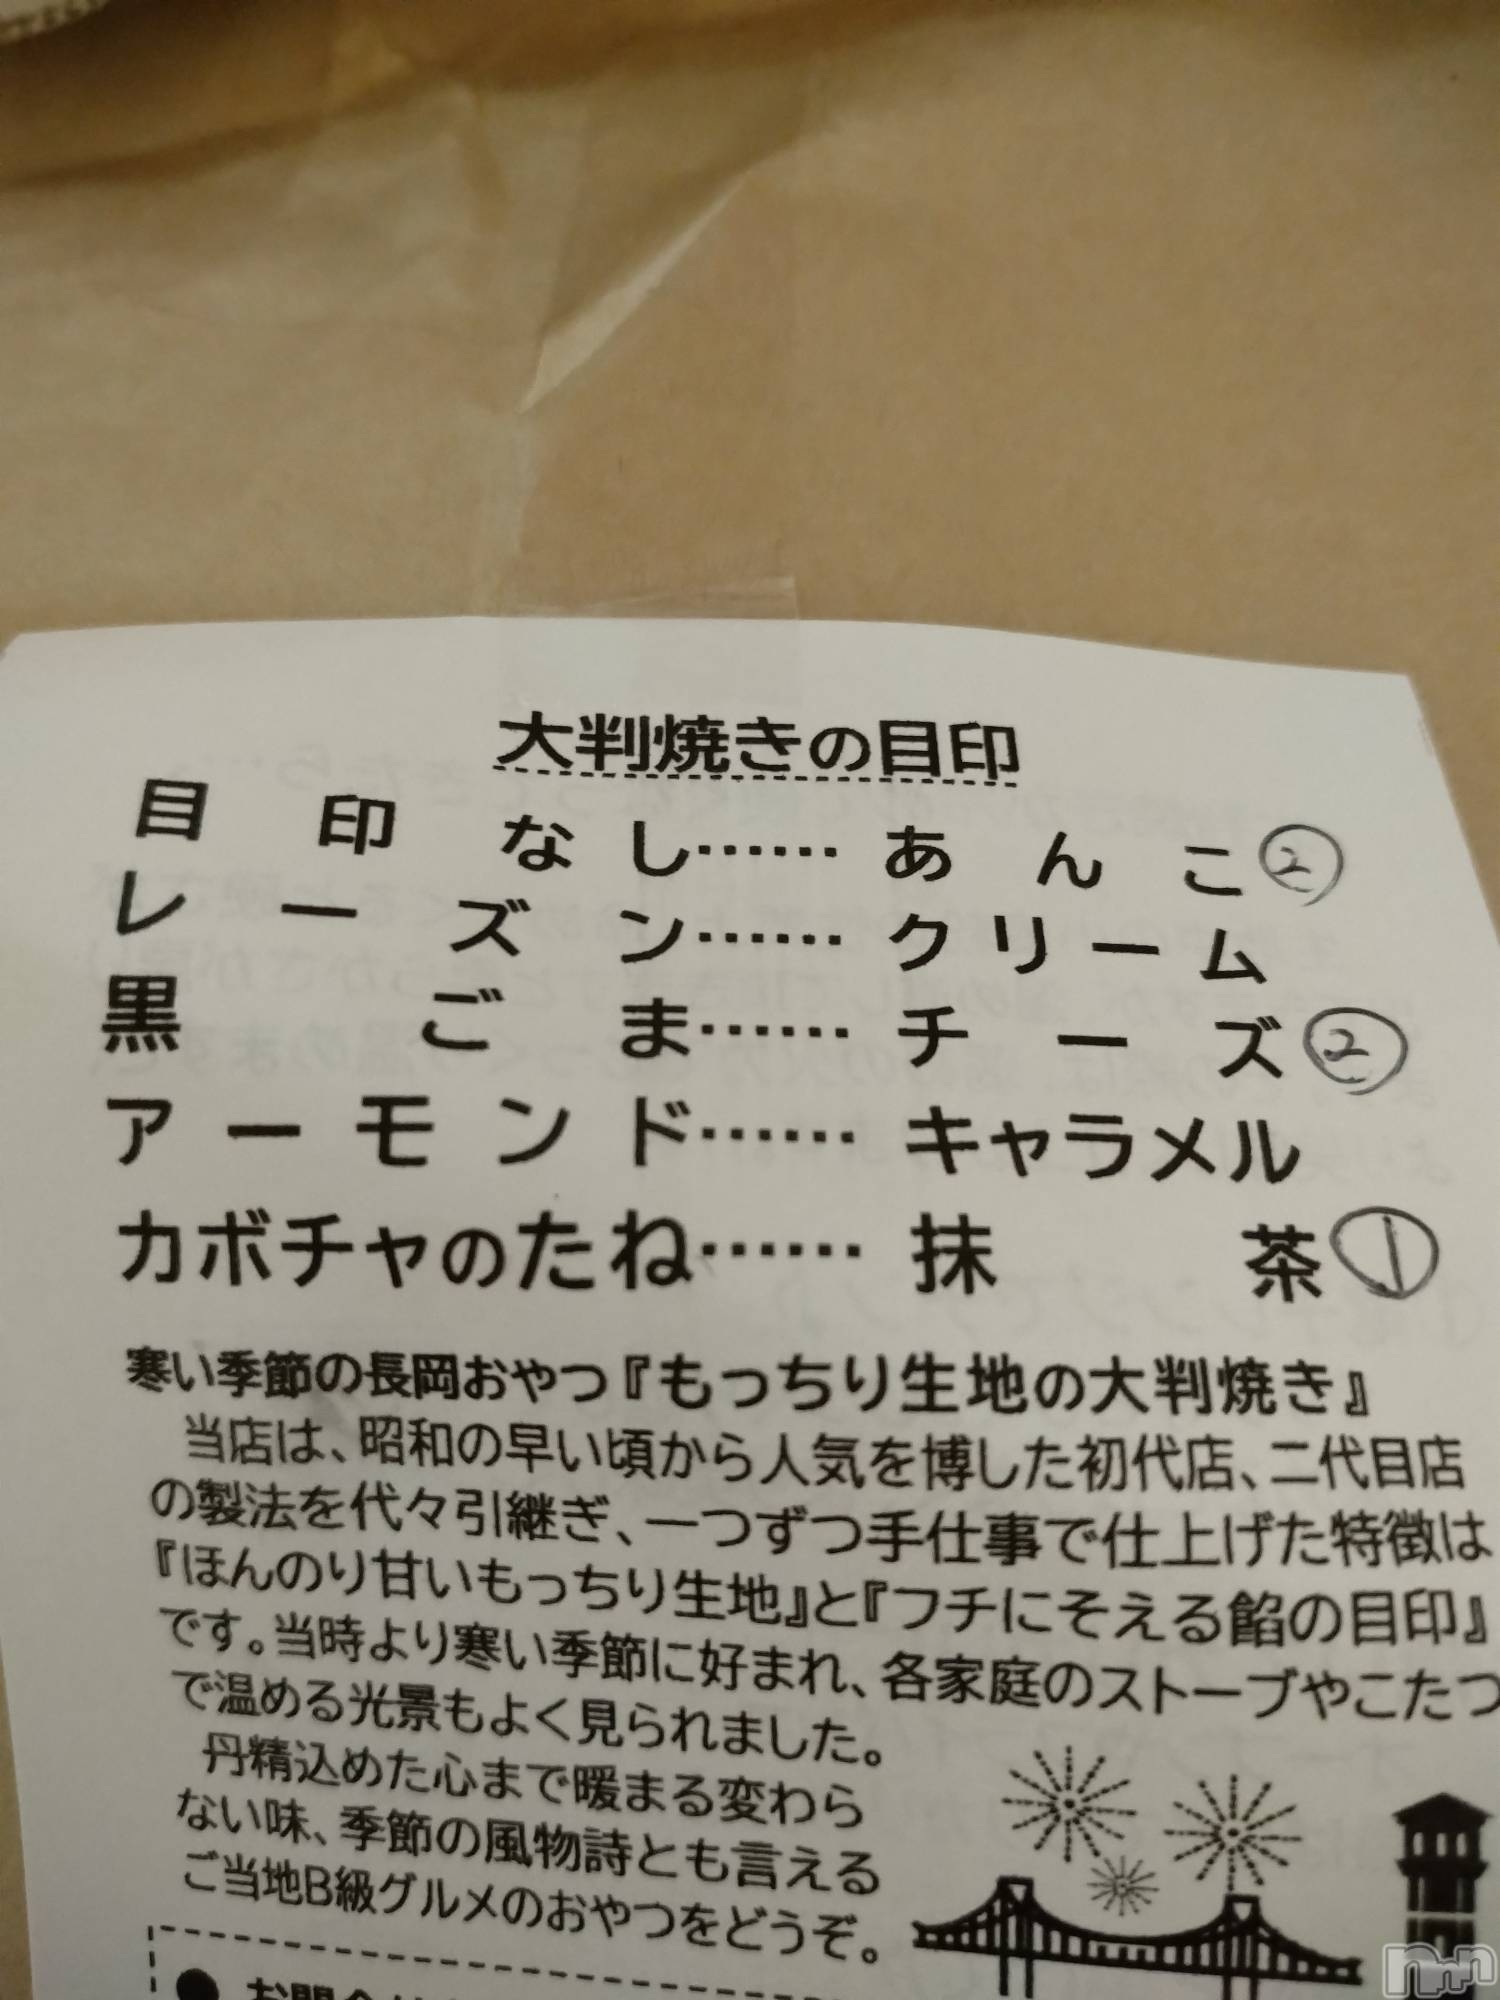 大判焼きの目印
目印なし……あんこ②
レーズン……クリーム
黒ごま……チーズ②
アーモンド……キャラメル
カボチャのたね……抹茶①
寒い季節の長岡おやつ『もっちり生地の大判焼き』
当店は、昭和の早い頃から人気を博した初代店、二代目店
の製法を代々引継ぎ、一つずつ手仕事で仕上げた特徴は
『ほんのり甘いもっちり生地』と『フチにそえる餡の目印』
です。当時より寒い季節に好まれ、各家庭のストーブやこたつ
で温める光景もよく見られました。
丹精込めた心まで暖まる変わら
ない味、季節の風物詩とも言える
ご当地B級グルメのおやつをどうぞ。